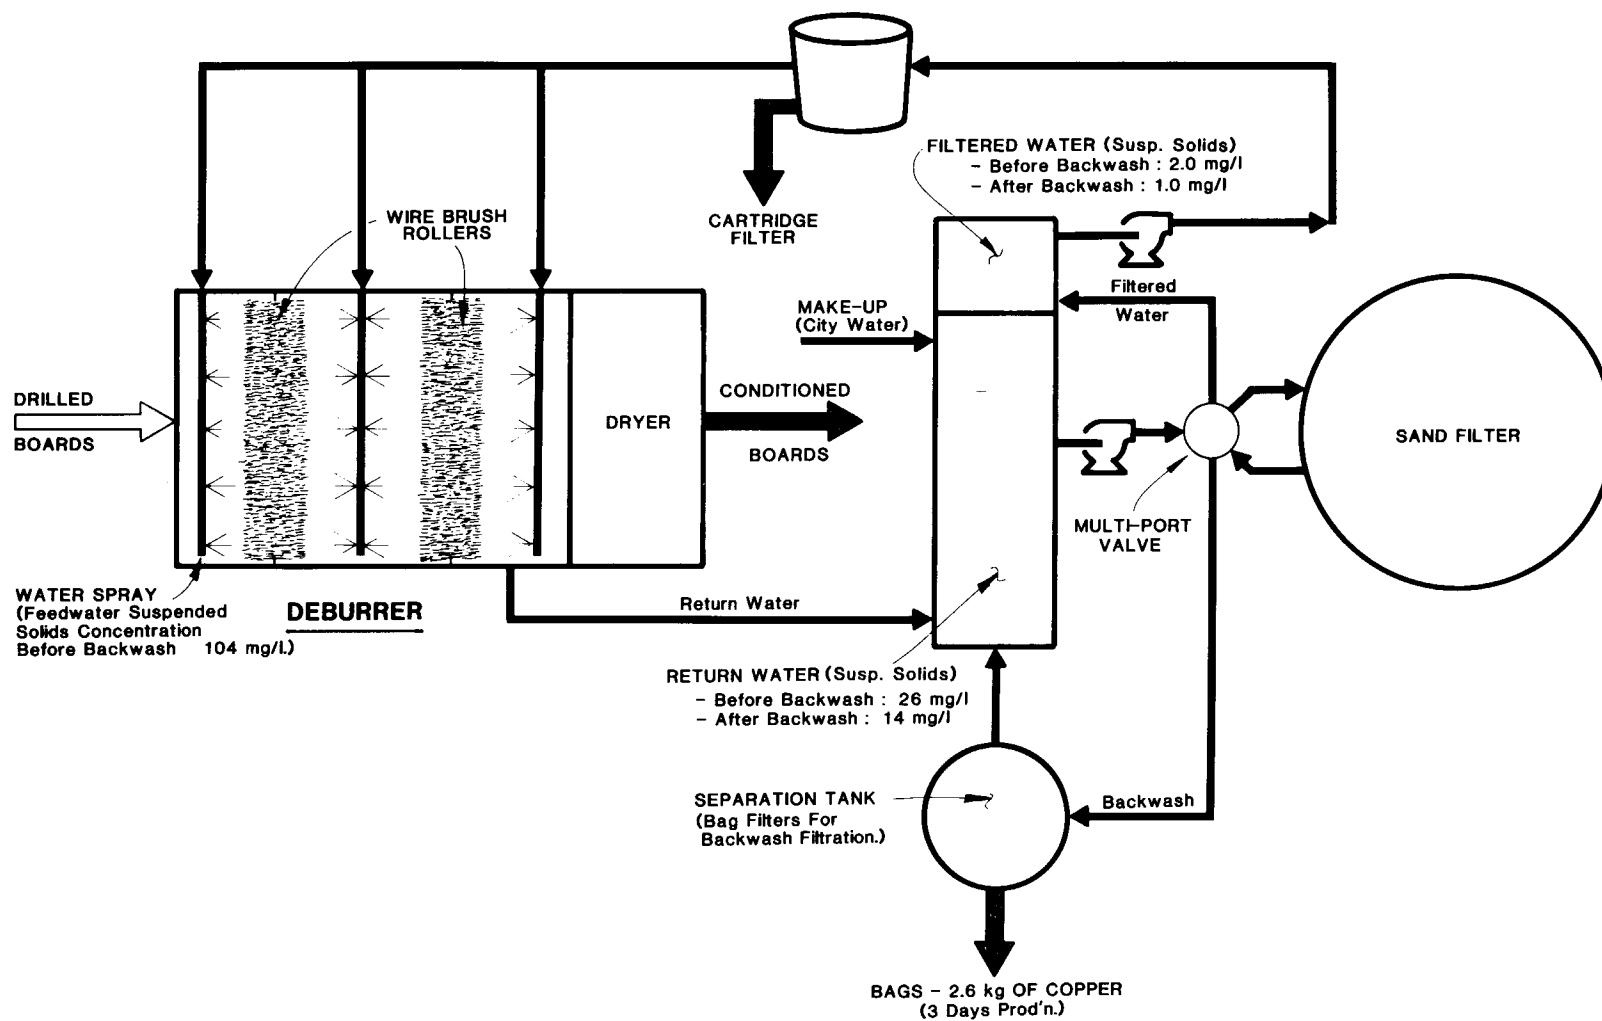 FILTERED WATER (Susp. Solids)
- Before Backwash : 2.0 mg/l
- After Backwash : 1.0 mg/l
WIRE BRUSH
ROLLERS
CARTRIDGE
FILTER
Filtered
Water
MAKE-UP
(City Water)
DRILLED
BOARDS
DRYER
CONDITIONED
BOARDS
SAND FILTER
MULTI-PORT
VALVE
WATER SPRAY
(Feedwater Suspended
Solids Concentration
Before Backwash 104 mg/l.)
DEBURRER
Return Water
RETURN WATER (Susp. Solids)
- Before Backwash : 26 mg/l
- After Backwash : 14 mg/l
SEPARATION TANK
(Bag Filters For
Backwash Filtration.)
Backwash
BAGS - 2.6 kg OF COPPER
(3 Days Prod'n.)